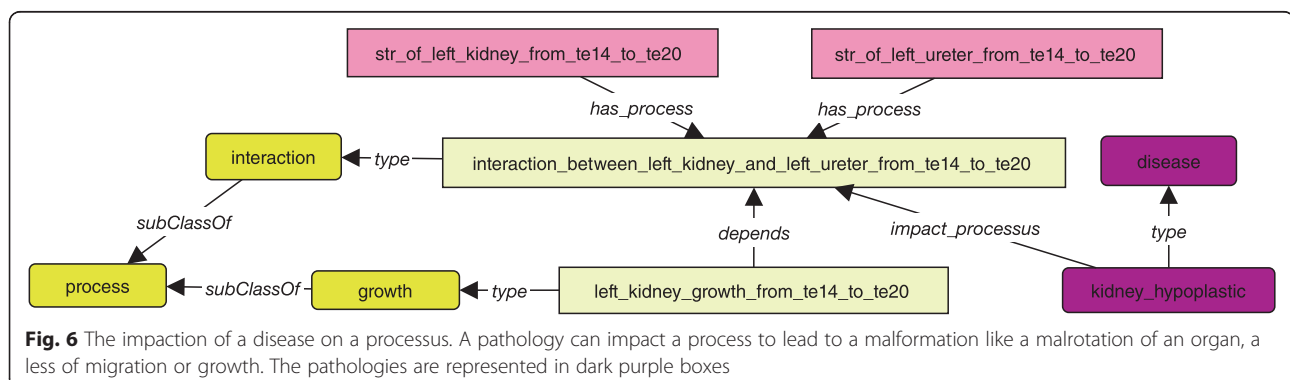 str_of_left_kidney_from_te14_to_te20
str_of_left_ureter_from_te14_to_te20
has_process
has_process
interaction
type
interaction_between_left_kidney_and_left_ureter_from_te14_to_te20
disease
subClassOf
depends
impact_processus
type
process
subClassOf
growth
type
left_kidney_growth_from_te14_to_te20
kidney_hypoplastic
Fig. 6 The impaction of a disease on a processus. A pathology can impact a process to lead to a malformation like a malrotation of an organ, a
less of migration or growth. The pathologies are represented in dark purple boxes